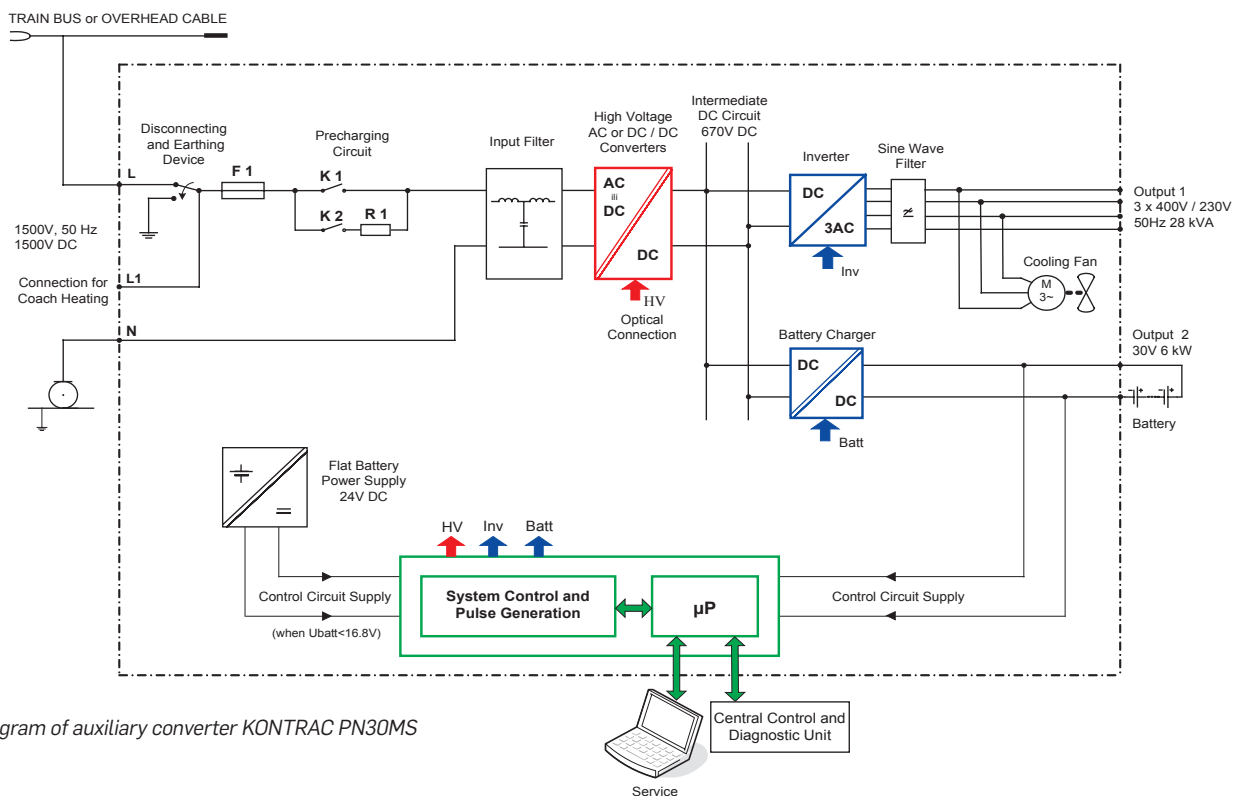 TRAIN BUS or OVERHEAD CABLE
Disconnecting
and Earthing
Device
L
F 1
Precharging
Circuit
K 1
K 2
R 1
Input Filter
High Voltage
AC or DC / DC
Converters
AC
ili
DC
DC
HV
Optical
Connection
Intermediate
DC Circuit
670V DC
Inverter
DC
3AC
Inv
Sine Wave
Filter
≃
Output 1
3 x 400V / 230V
50Hz 28 kVA
Cooling Fan
M
3~
1500V, 50 Hz
1500V DC
Connection for
Coach Heating
L1
N
Battery Charger
DC
DC
Batt
Output 2
30V 6 kW
Battery
Flat Battery
Power Supply
24V DC
HV
Inv
Batt
Control Circuit Supply
(when Ubatt<16.8V)
System Control and
Pulse Generation
µP
Control Circuit Supply
Service
Central Control and
Diagnostic Unit
gram of auxiliary converter KONTRAC PN30MS